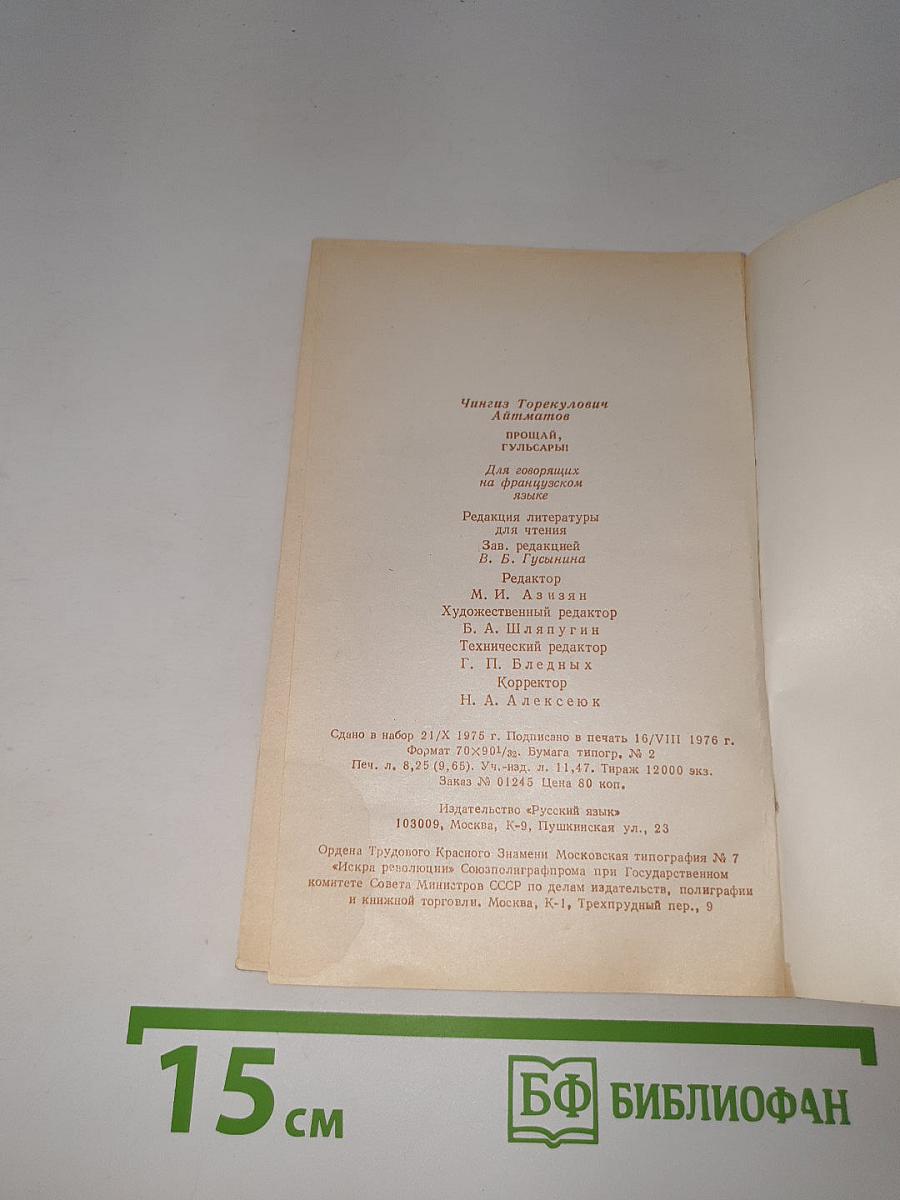 Чингиз Торекулович
Айтматов
ПРОЩАЙ,
ГУЛЬСАРЫ!
Для говорящих
на французском
языке
Редакция литературы
для чтения
Зав. редакцией
В. Б. Гусынина
Редактор
М. И. Азизян
Художественный редактор
Б. А. Шляпугин
Технический редактор
Г. П. Бледных
Корректор
Н. А. Алексеюк
Сдано в набор 21/X 1975 г. Подписано в печать 16/VIII 1976 г.
Формат 70×90¹/₃₂. Бумага типогр. № 2
Печ. л. 8,25 (9,65). Уч.-изд. л. 11,47. Тираж 12000 экз.
Заказ № 01245 Цена 80 коп.
Издательство «Русский язык»
103009, Москва, К-9, Пушкинская ул., 23
Ордена Трудового Красного Знамени Московская типография № 7
«Искра революции» Союзполиграфпрома при Государственном
комитете Совета Министров СССР по делам издательств, полиграфии
и книжной торговли. Москва, К-1, Трехпрудный пер., 9
15 см
БФ БИБЛИОФАН